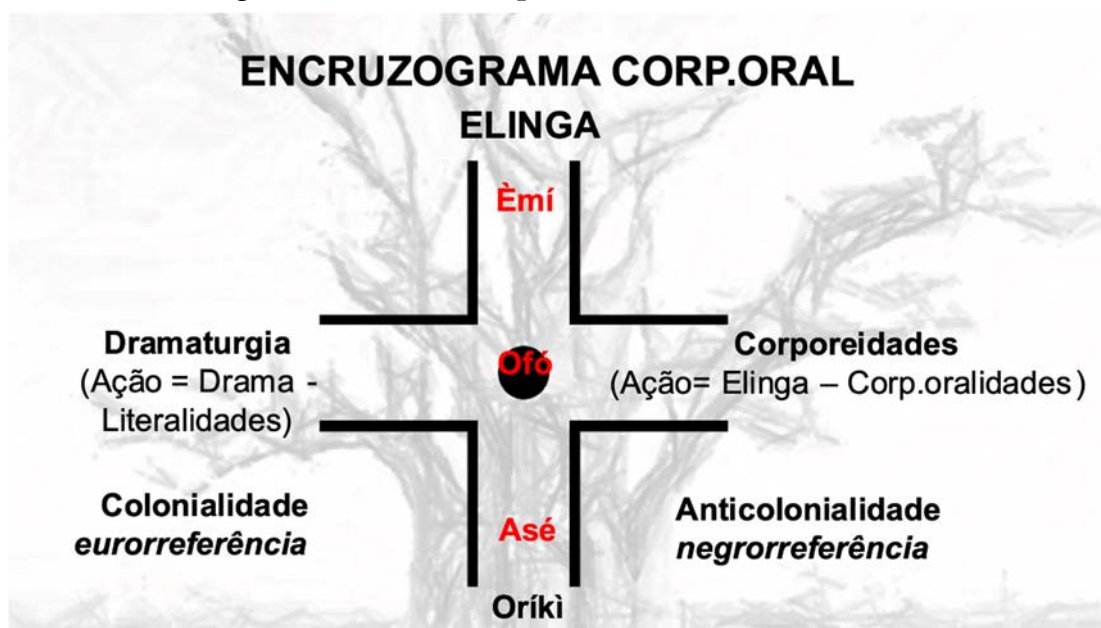 ENCRUZOGRAMA CORP.ORAL
ELINGA
Èmí
Dramaturgia
(Ação = Drama -
Literalidades)
Ofó
Corporeidades
(Ação= Elinga – Corp.oralidades)
Colonialidade
eurorreferência
Asé
Anticolonialidade
negrorreferência
Oríkì